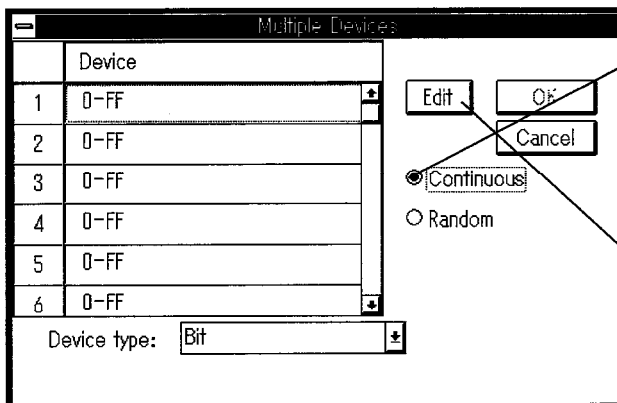 Multiple Devices
Device
1 0-FF
2 0-FF
3 0-FF
4 0-FF
5 0-FF
6 0-FF
Edit
OK
Cancel
Continuous
Random
Device type: Bit